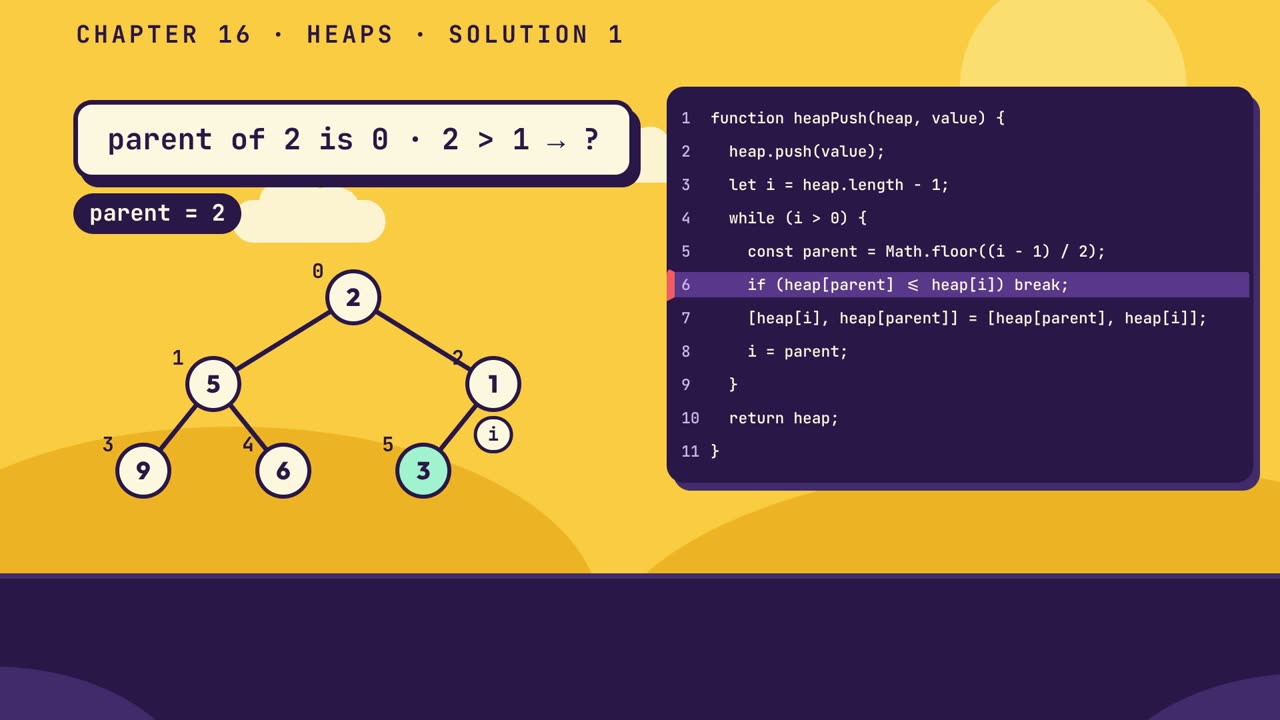 CHAPTER 16 · HEAPS · SOLUTION 1
parent of 2 is 0 · 2 > 1 → ?
parent = 2
0
2
1
5
2
1
i
3
9
4
6
5
3
1 function heapPush(heap, value) {
2 heap.push(value);
3 let i = heap.length - 1;
4 while (i > 0) {
5 const parent = Math.floor((i - 1) / 2);
6 if (heap[parent] ⩽ heap[i]) break;
7 [heap[i], heap[parent]] = [heap[parent], heap[i]];
8 i = parent;
9 }
10 return heap;
11 }